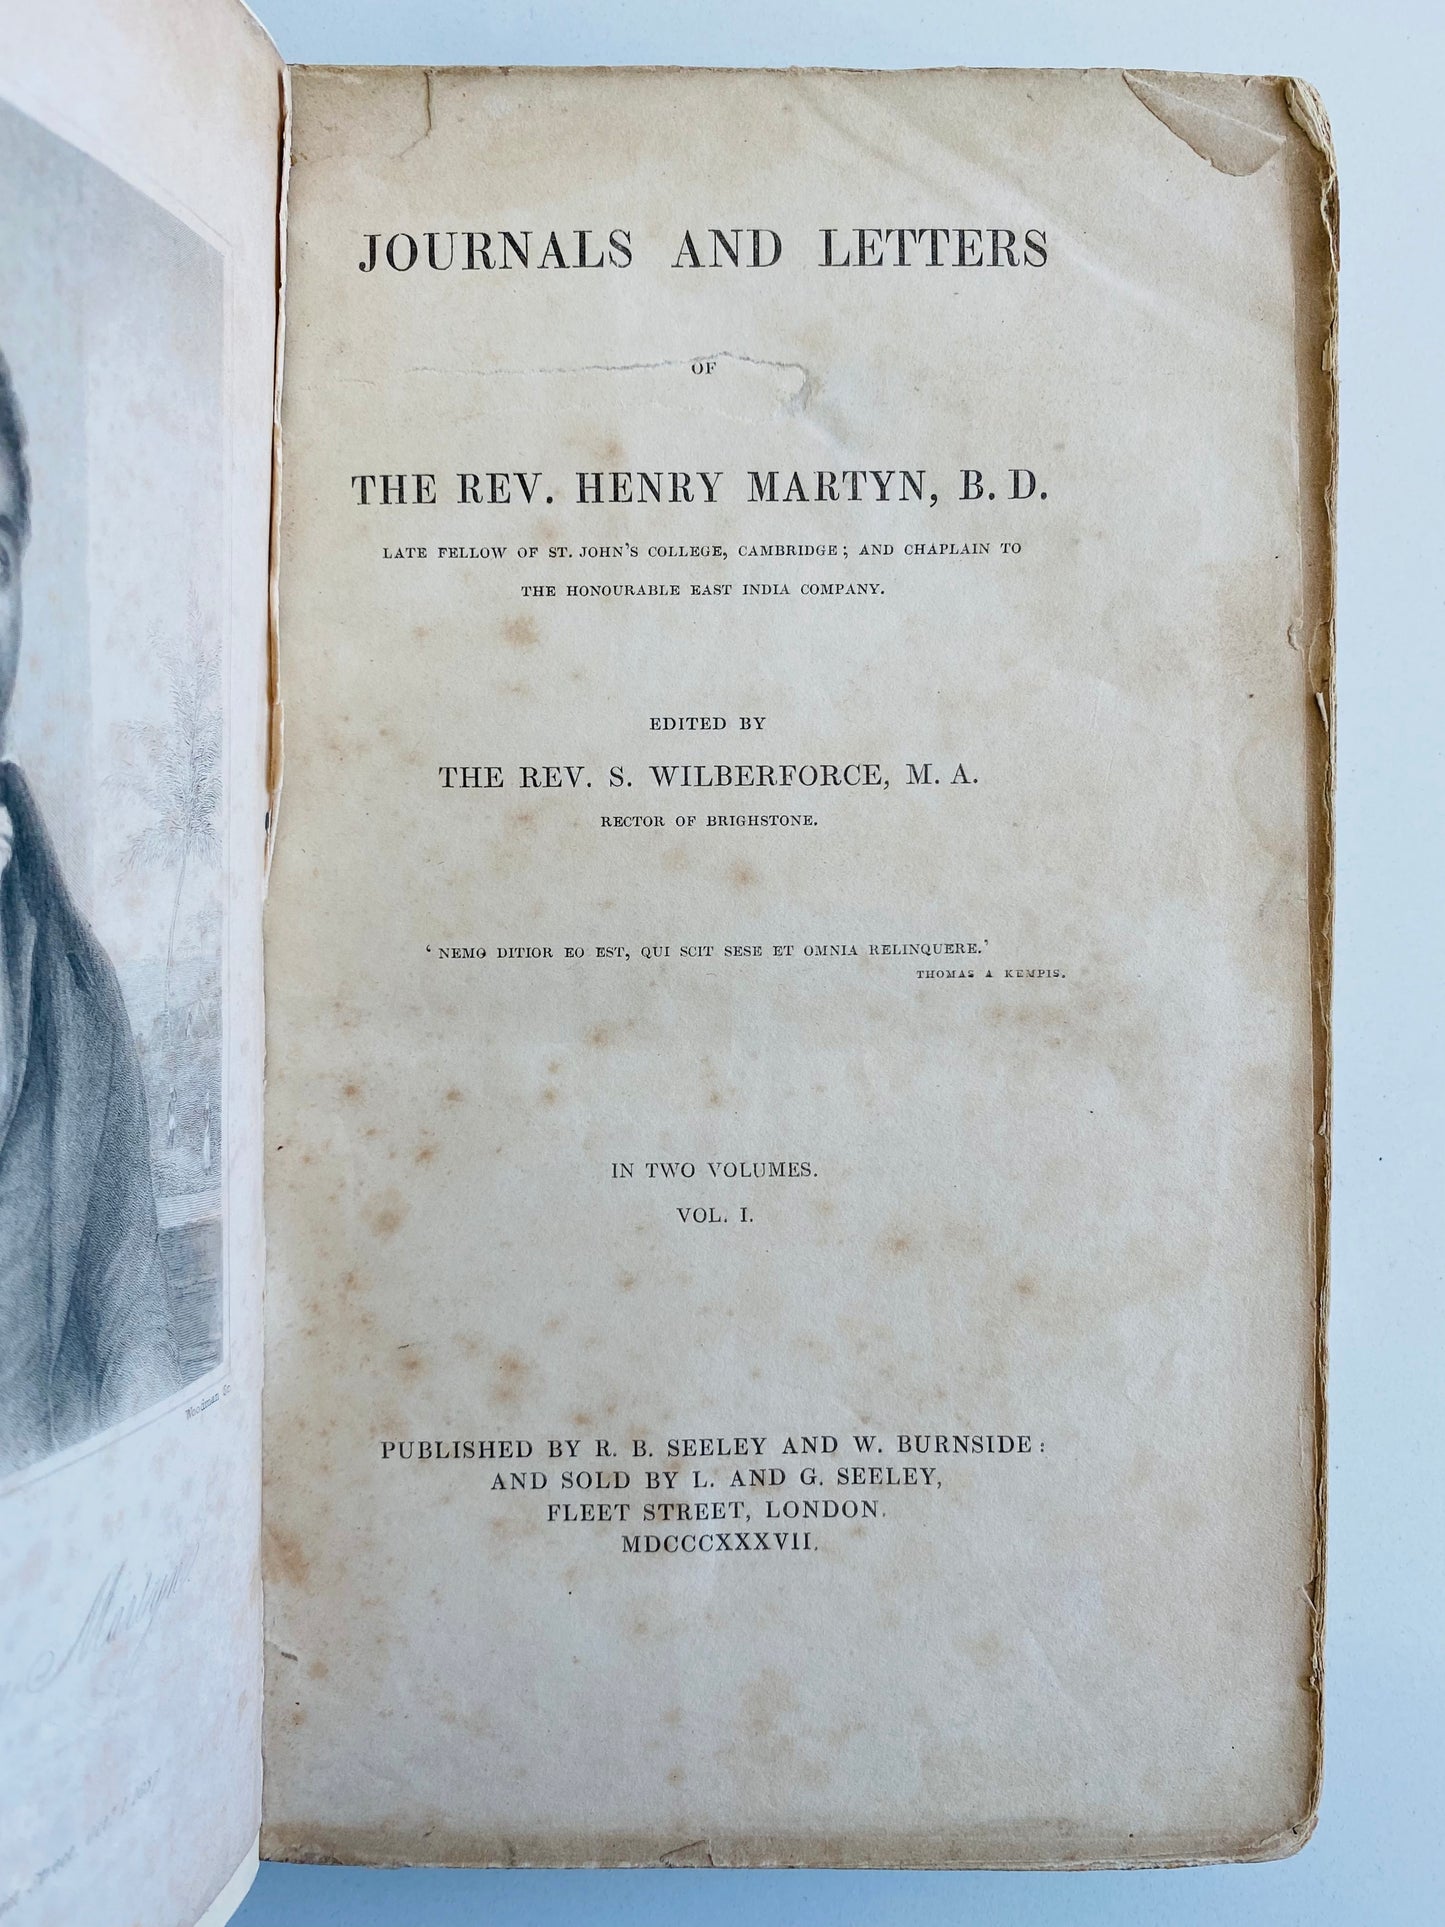 JOURNALS AND LETTERS
OF
THE REV. HENRY MARTYN, B. D.
LATE FELLOW OF ST. JOHN'S COLLEGE, CAMBRIDGE; AND CHAPLAIN TO
THE HONOURABLE EAST INDIA COMPANY.
EDITED BY
THE REV. S. WILBERFORCE, M. A.
RECTOR OF BRIGHSTONE.
'NEMO DITIOR EO EST, QUI SCIT SESE ET OMNIA RELINQUERE.'
THOMAS A KEMPIS.
IN TWO VOLUMES.
VOL. I.
PUBLISHED BY R. B. SEELEY AND W. BURNSIDE:
AND SOLD BY L. AND G. SEELEY,
FLEET STREET, LONDON.
MDCCCXXXVII.
Woodman Sc.
Martyn